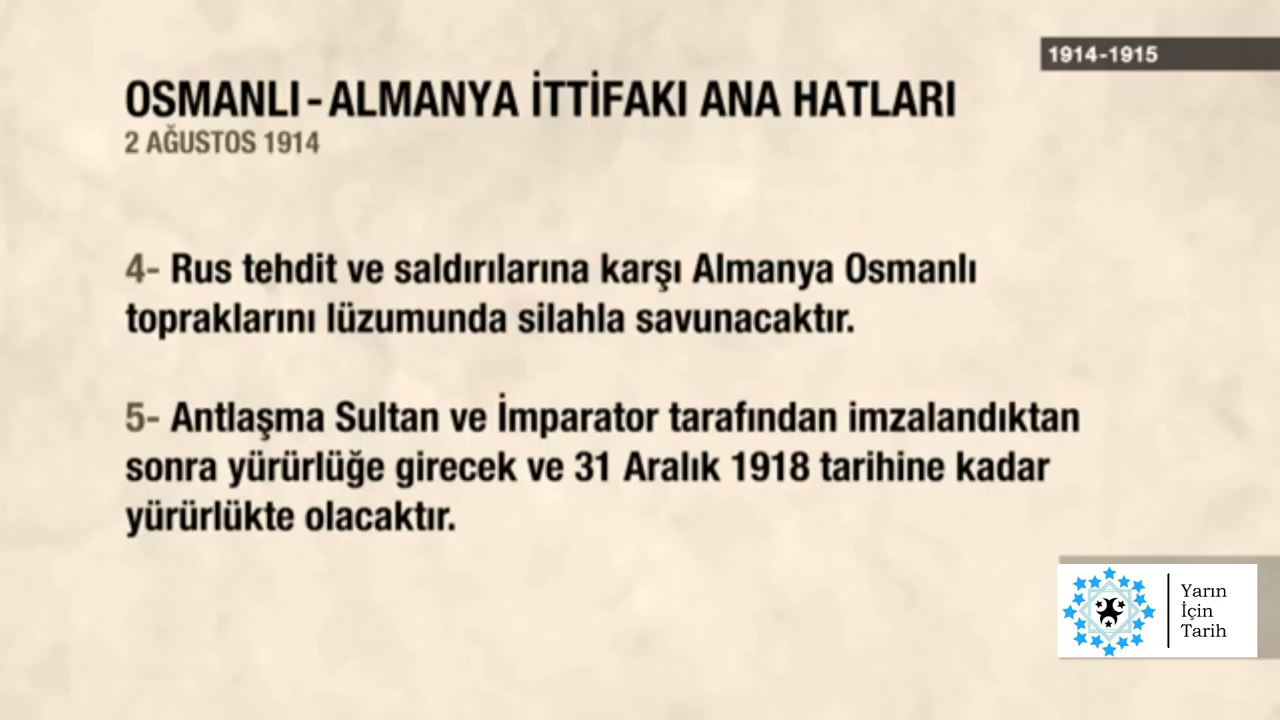 1914-1915
OSMANLI - ALMANYA İTTİFAKI ANA HATLARI
2 AĞUSTOS 1914
4- Rus tehdit ve saldırılarına karşı Almanya Osmanlı
topraklarını lüzumunda silahla savunacaktır.
5- Antlaşma Sultan ve İmparator tarafından imzalandıktan
sonra yürürlüğe girecek ve 31 Aralık 1918 tarihine kadar
yürürlükte olacaktır.
Yarın
İçin
Tarih